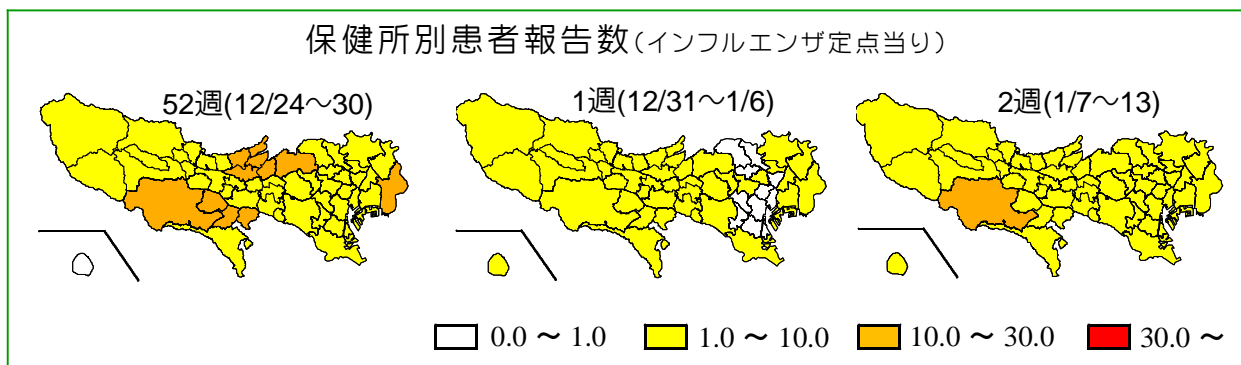 保健所別患者報告数(インフルエンザ定点当り)
52週(12/24～30)
1週(12/31～1/6)
2週(1/7～13)
0.0 ～ 1.0
1.0 ～ 10.0
10.0 ～ 30.0
30.0 ～